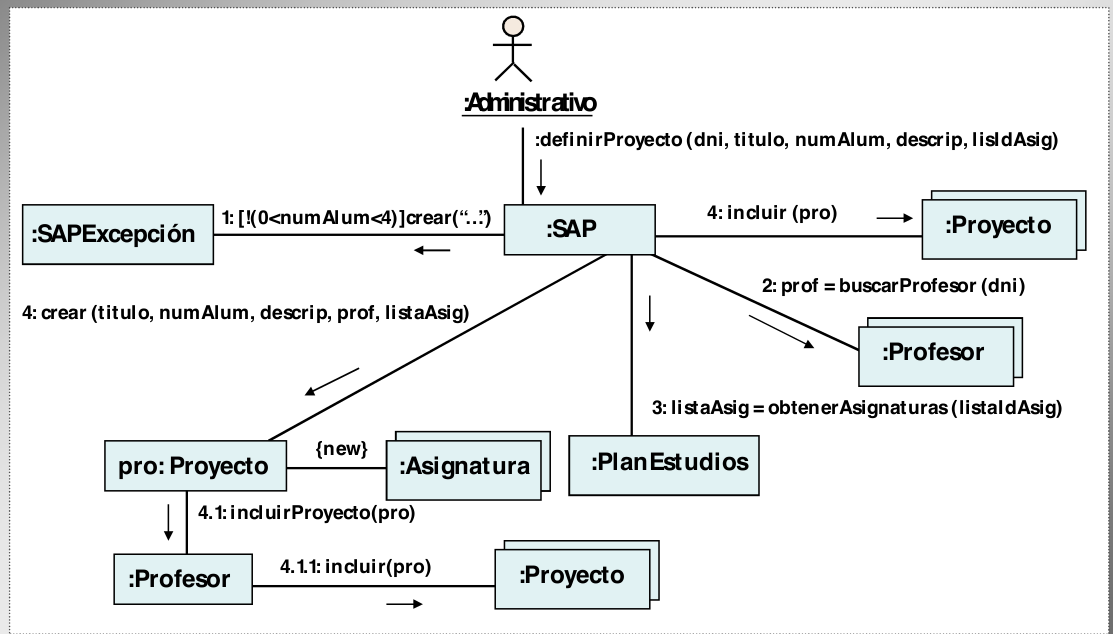 :Administrativo
:definirProyecto (dni, titulo, numAlum, descrip, lisIdAsig)
1: [!(0<numAlum<4)]crear(“...”)
:SAPExcepción
:SAP
4: incluir (pro)
:Proyecto
2: prof = buscarProfesor (dni)
4: crear (titulo, numAlum, descrip, prof, listaAsig)
:Profesor
3: listaAsig = obtenerAsignaturas (listaIdAsig)
pro: Proyecto
{new}
:Asignatura
:PlanEstudios
4.1: incluirProyecto(pro)
:Profesor
4.1.1: incluir(pro)
:Proyecto